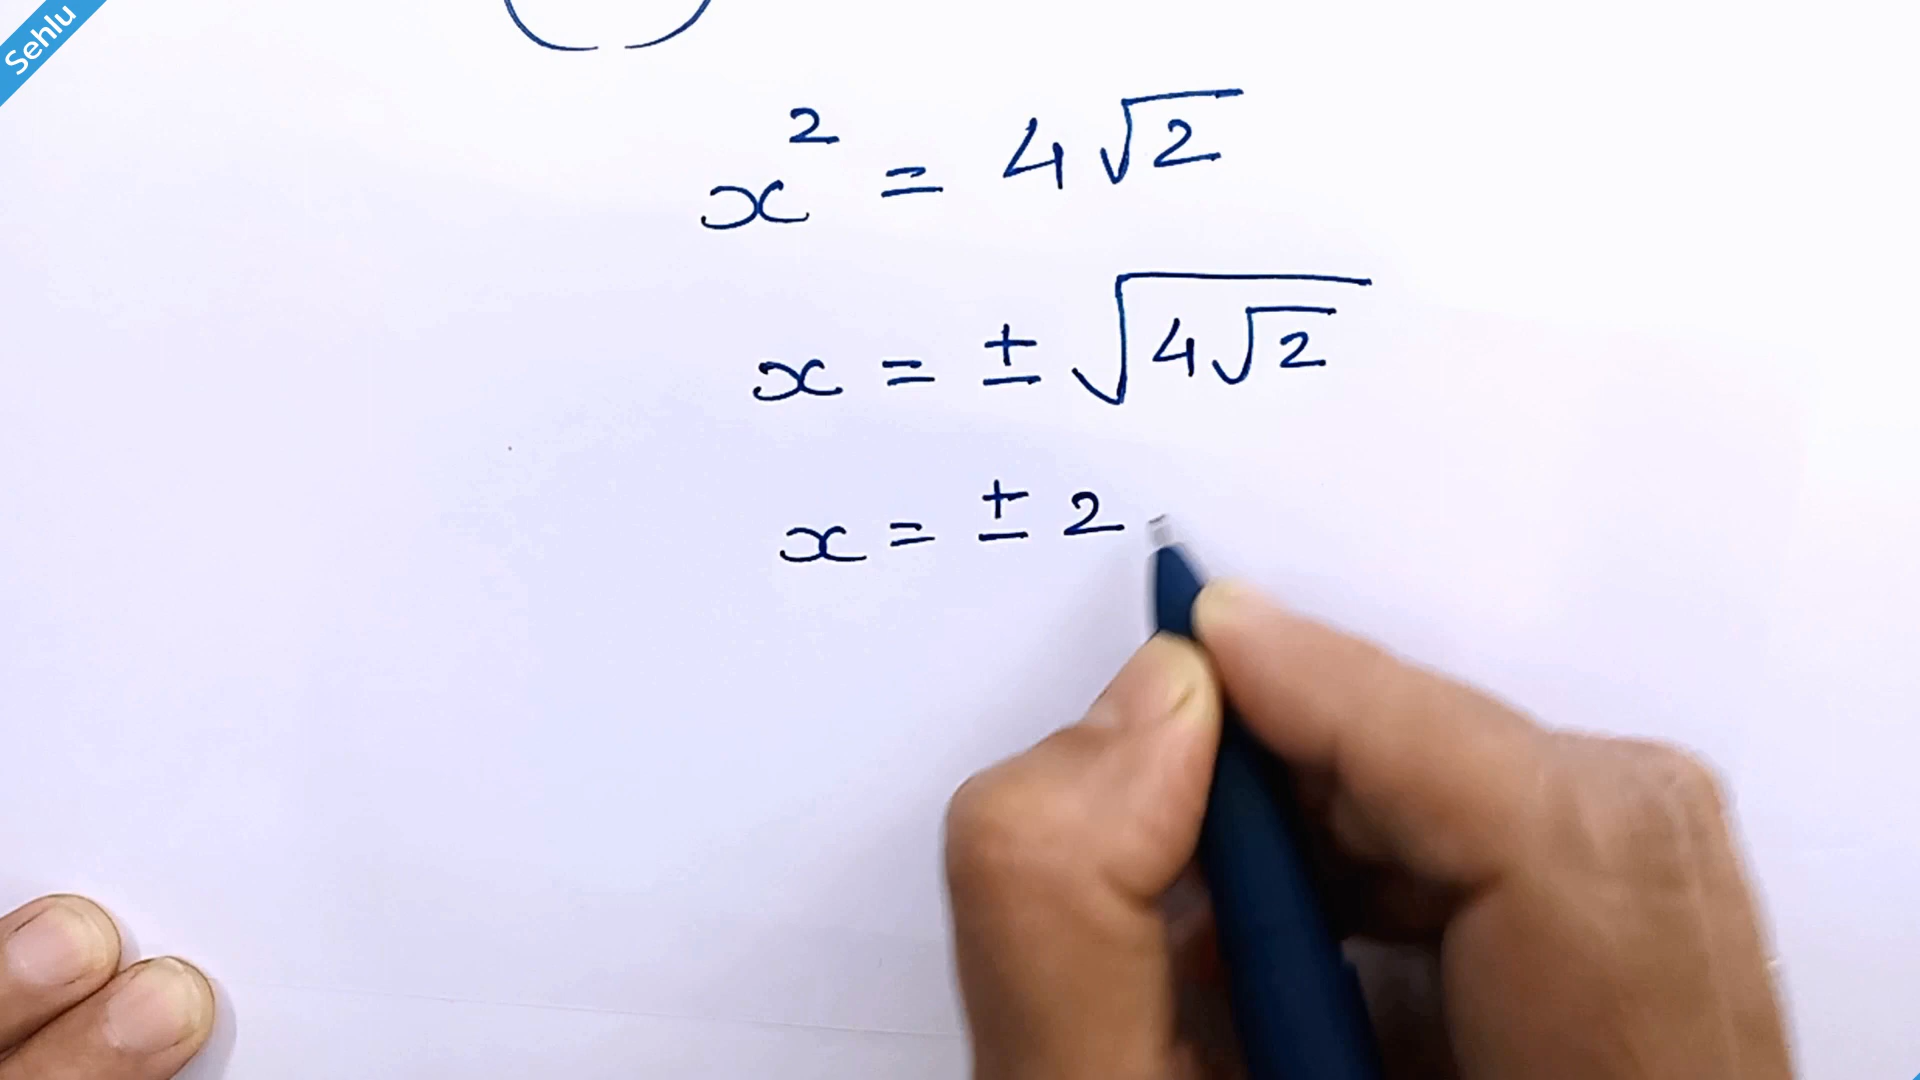 Sehlu
x² = 4√2
x = ± √(4√2)
x = ± 2